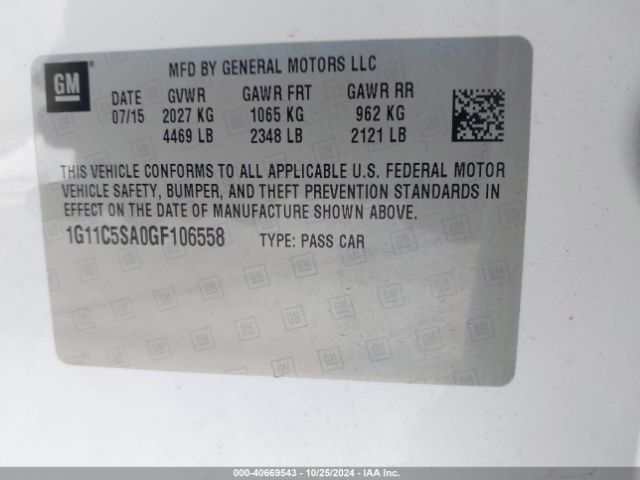 GM
MFD BY GENERAL MOTORS LLC
DATE GVWR GAWR FRT GAWR RR
07/15 2027 KG 1065 KG 962 KG
4469 LB 2348 LB 2121 LB
THIS VEHICLE CONFORMS TO ALL APPLICABLE U.S. FEDERAL MOTOR
VEHICLE SAFETY, BUMPER, AND THEFT PREVENTION STANDARDS IN
EFFECT ON THE DATE OF MANUFACTURE SHOWN ABOVE.
1G11C5SA0GF106558 TYPE: PASS CAR
000-40669543 - 10/25/2024 - IAA Inc.